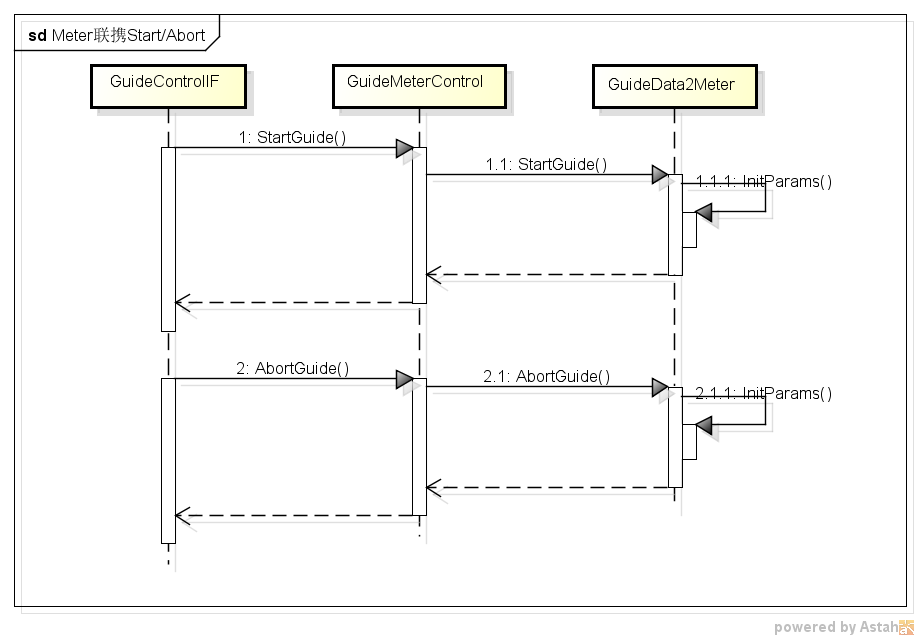 sd Meter联携Start/Abort
GuideControlIF
GuideMeterControl
GuideData2Meter
1: StartGuide()
1.1: StartGuide()
1.1.1: InitParams()
2: AbortGuide()
2.1: AbortGuide()
2.1.1: InitParams()
powered by Astah